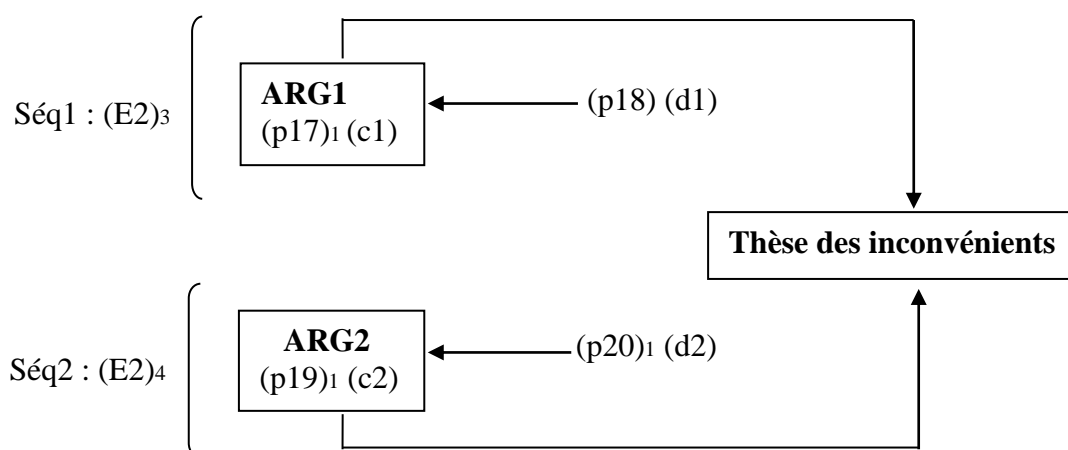 ARG1
(p17)1 (c1)
(p18) (d1)
Séq1 : (E2)3
Thèse des inconvénients
ARG2
(p19)1 (c2)
(p20)1 (d2)
Séq2 : (E2)4